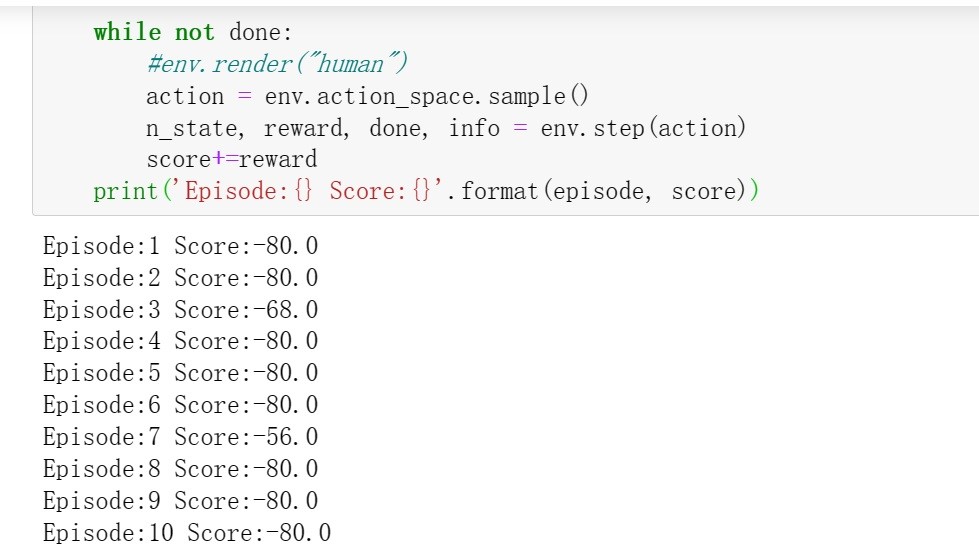 while not done:
#env.render("human")
action = env.action_space.sample()
n_state, reward, done, info = env.step(action)
score+=reward
print('Episode:{} Score:{}'.format(episode, score))
Episode:1 Score:-80.0
Episode:2 Score:-80.0
Episode:3 Score:-68.0
Episode:4 Score:-80.0
Episode:5 Score:-80.0
Episode:6 Score:-80.0
Episode:7 Score:-56.0
Episode:8 Score:-80.0
Episode:9 Score:-80.0
Episode:10 Score:-80.0